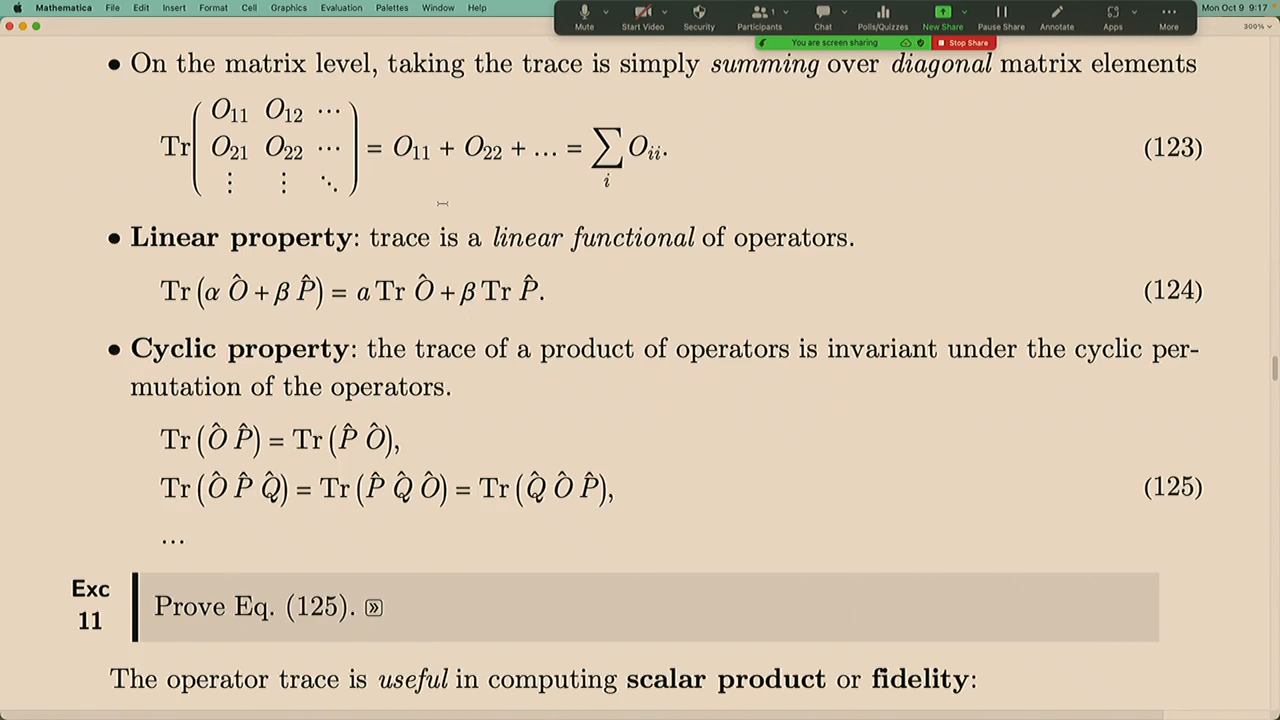 Mathematica File Edit Insert Format Cell Graphics Evaluation Palettes Window Help Mon Oct 9 9:17
Mute Start Video Security Participants 1 Chat Polls/Quizzes New Share Pause Share Annotate Apps More
300%
You are screen sharing Stop Share
• On the matrix level, taking the trace is simply summing over diagonal matrix elements
Tr( O₁₁ O₁₂ ⋯
O₂₁ O₂₂ ⋯
⋮ ⋮ ⋱ ) = O₁₁ + O₂₂ + … = ∑ᵢ Oᵢᵢ. (123)
• Linear property: trace is a linear functional of operators.
Tr (α Ô + β P̂) = a Tr Ô + β Tr P̂. (124)
• Cyclic property: the trace of a product of operators is invariant under the cyclic per-
mutation of the operators.
Tr (Ô P̂) = Tr (P̂ Ô),
Tr (Ô P̂ Q̂) = Tr (P̂ Q̂ Ô) = Tr (Q̂ Ô P̂), (125)
…
Exc
11
Prove Eq. (125). »
The operator trace is useful in computing scalar product or fidelity: